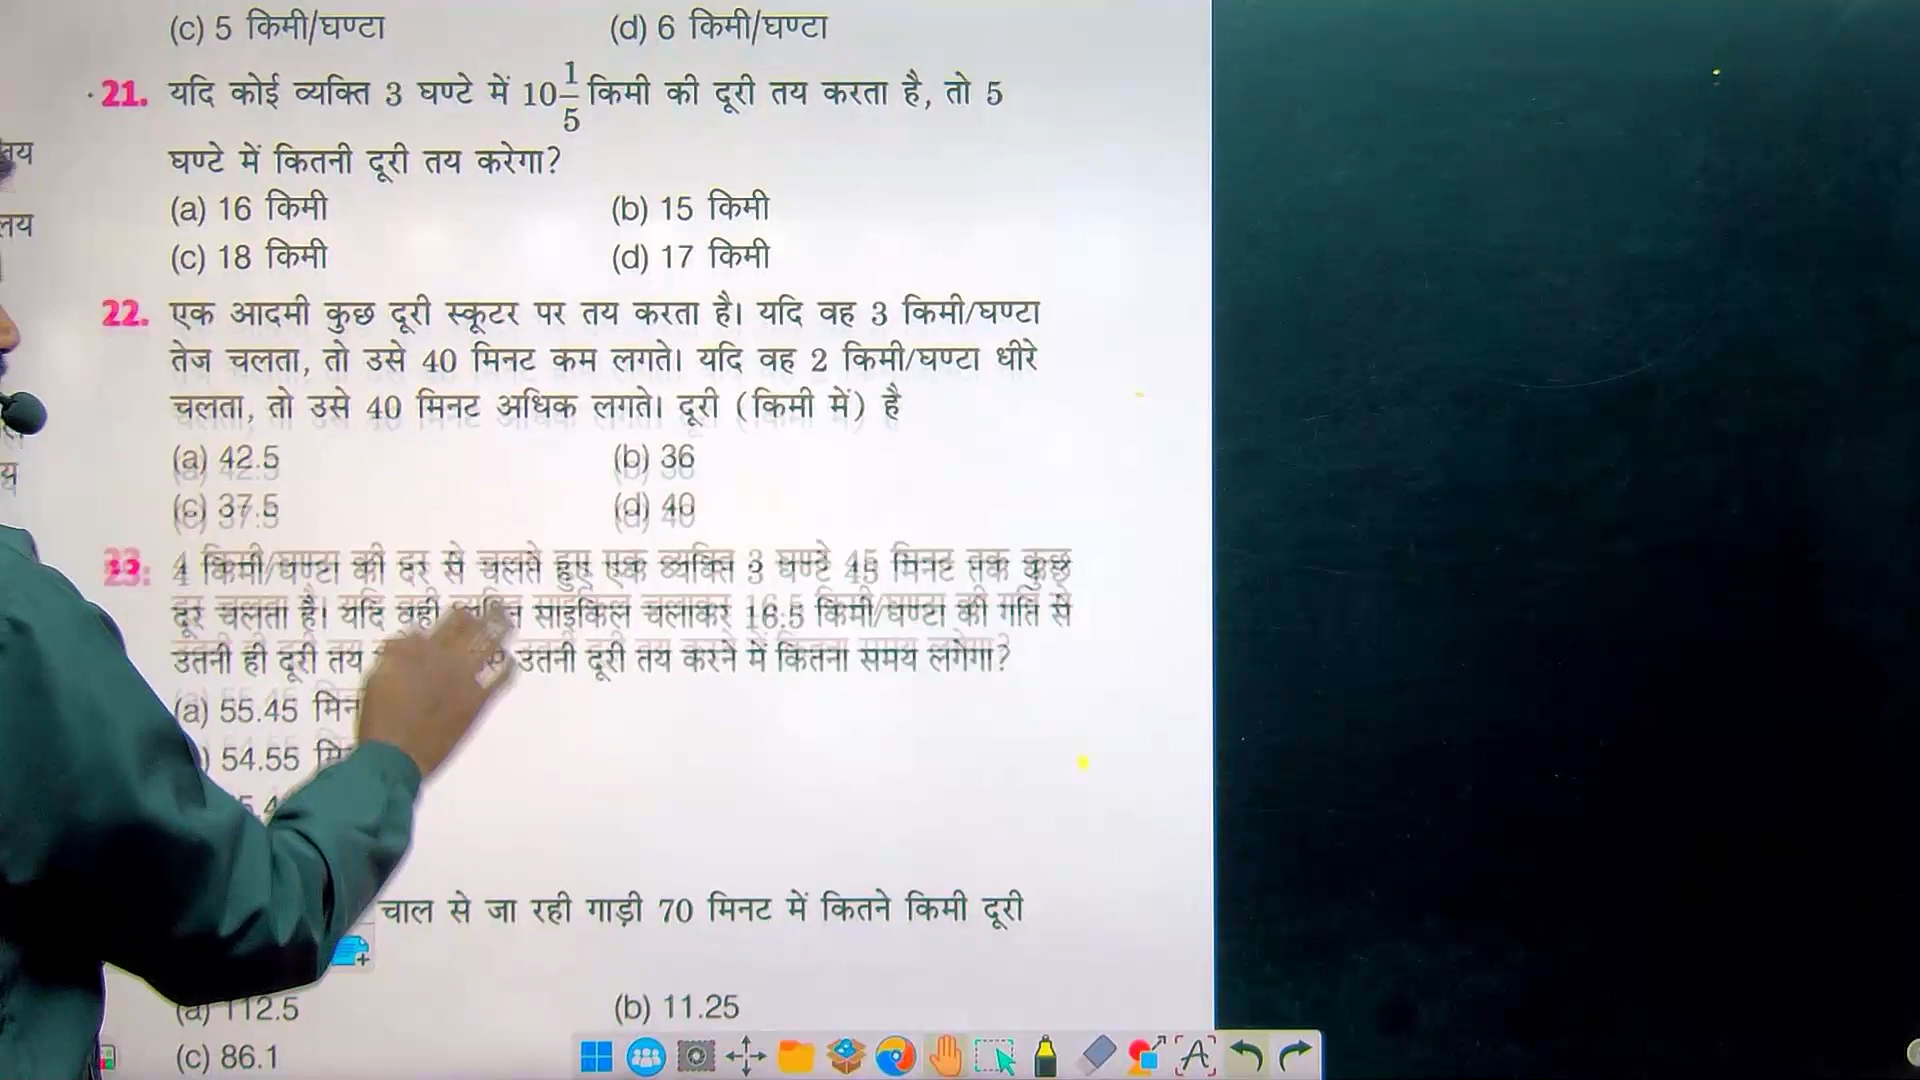 (c) 5 किमी/घण्टा (d) 6 किमी/घण्टा
21. यदि कोई व्यक्ति 3 घण्टे में 10 1/5 किमी की दूरी तय करता है, तो 5
घण्टे में कितनी दूरी तय करेगा?
(a) 16 किमी (b) 15 किमी
(c) 18 किमी (d) 17 किमी
22. एक आदमी कुछ दूरी स्कूटर पर तय करता है। यदि वह 3 किमी/घण्टा
तेज चलता, तो उसे 40 मिनट कम लगते। यदि वह 2 किमी/घण्टा धीरे
चलता, तो उसे 40 मिनट अधिक लगते। दूरी (किमी में) है
(a) 42.5 (b) 36
(c) 37.5 (d) 40
23. 4 किमी/घण्टा की दर से चलते हुए एक व्यक्ति 3 घण्टे 45 मिनट तक कुछ
दूर चलता है। यदि वही साइकिल चलाकर 16.5 किमी/घण्टा की गति से
उतनी ही दूरी तय उतनी दूरी तय करने में कितना समय लगेगा?
(a) 55.45
54.55
चाल से जा रही गाड़ी 70 मिनट में कितने किमी दूरी
(a) 112.5 (b) 11.25
(c) 86.1